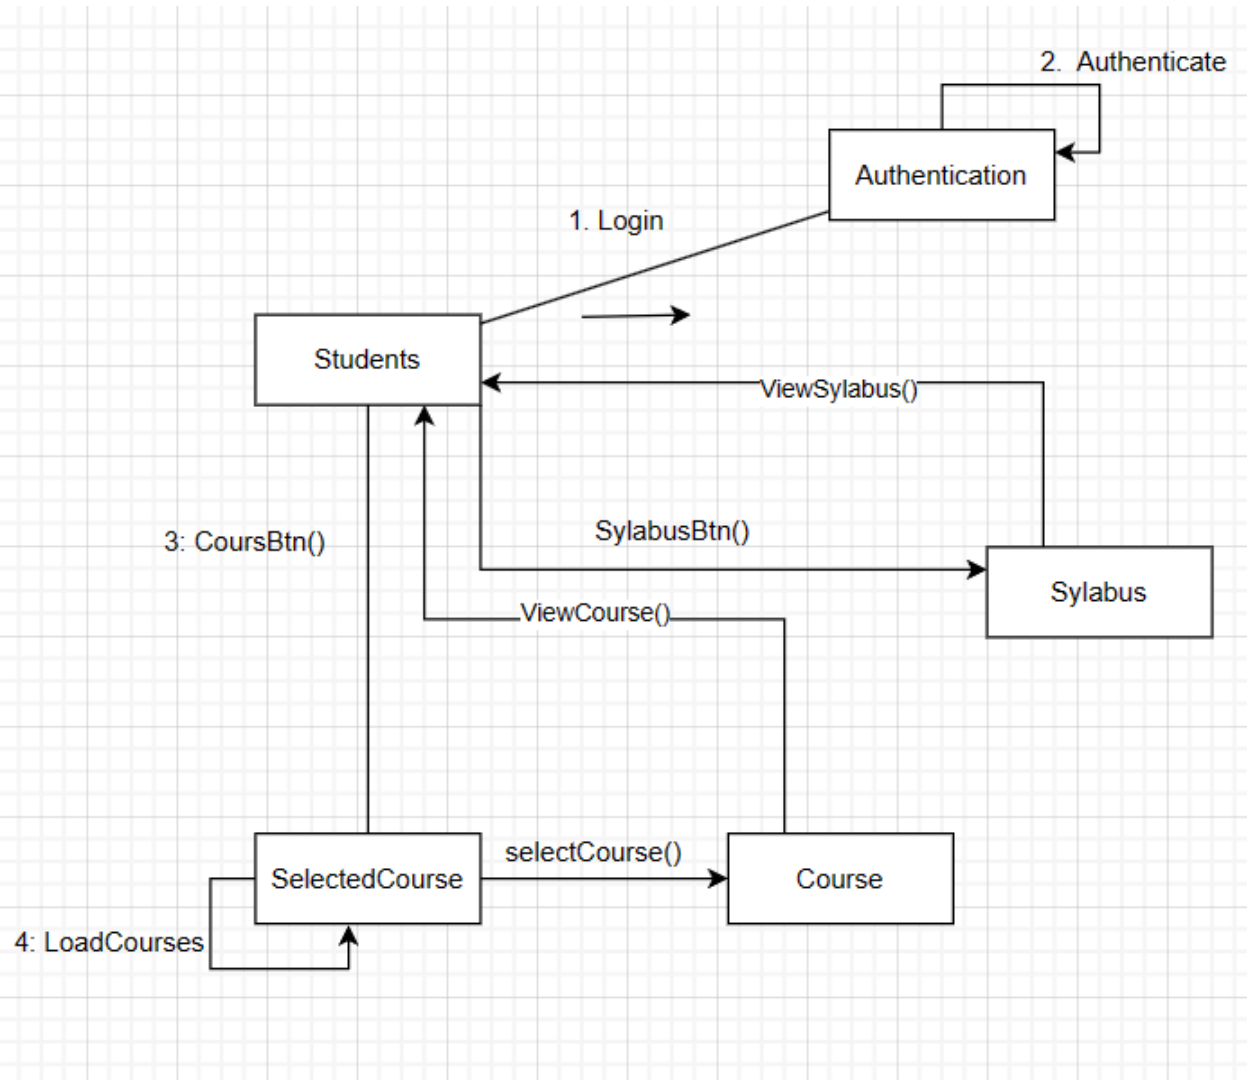 2.  Authenticate
Authentication
1. Login
Students
ViewSylabus()
SylabusBtn()
3: CoursBtn()
Sylabus
ViewCourse()
selectCourse()
SelectedCourse
Course
4: LoadCourses